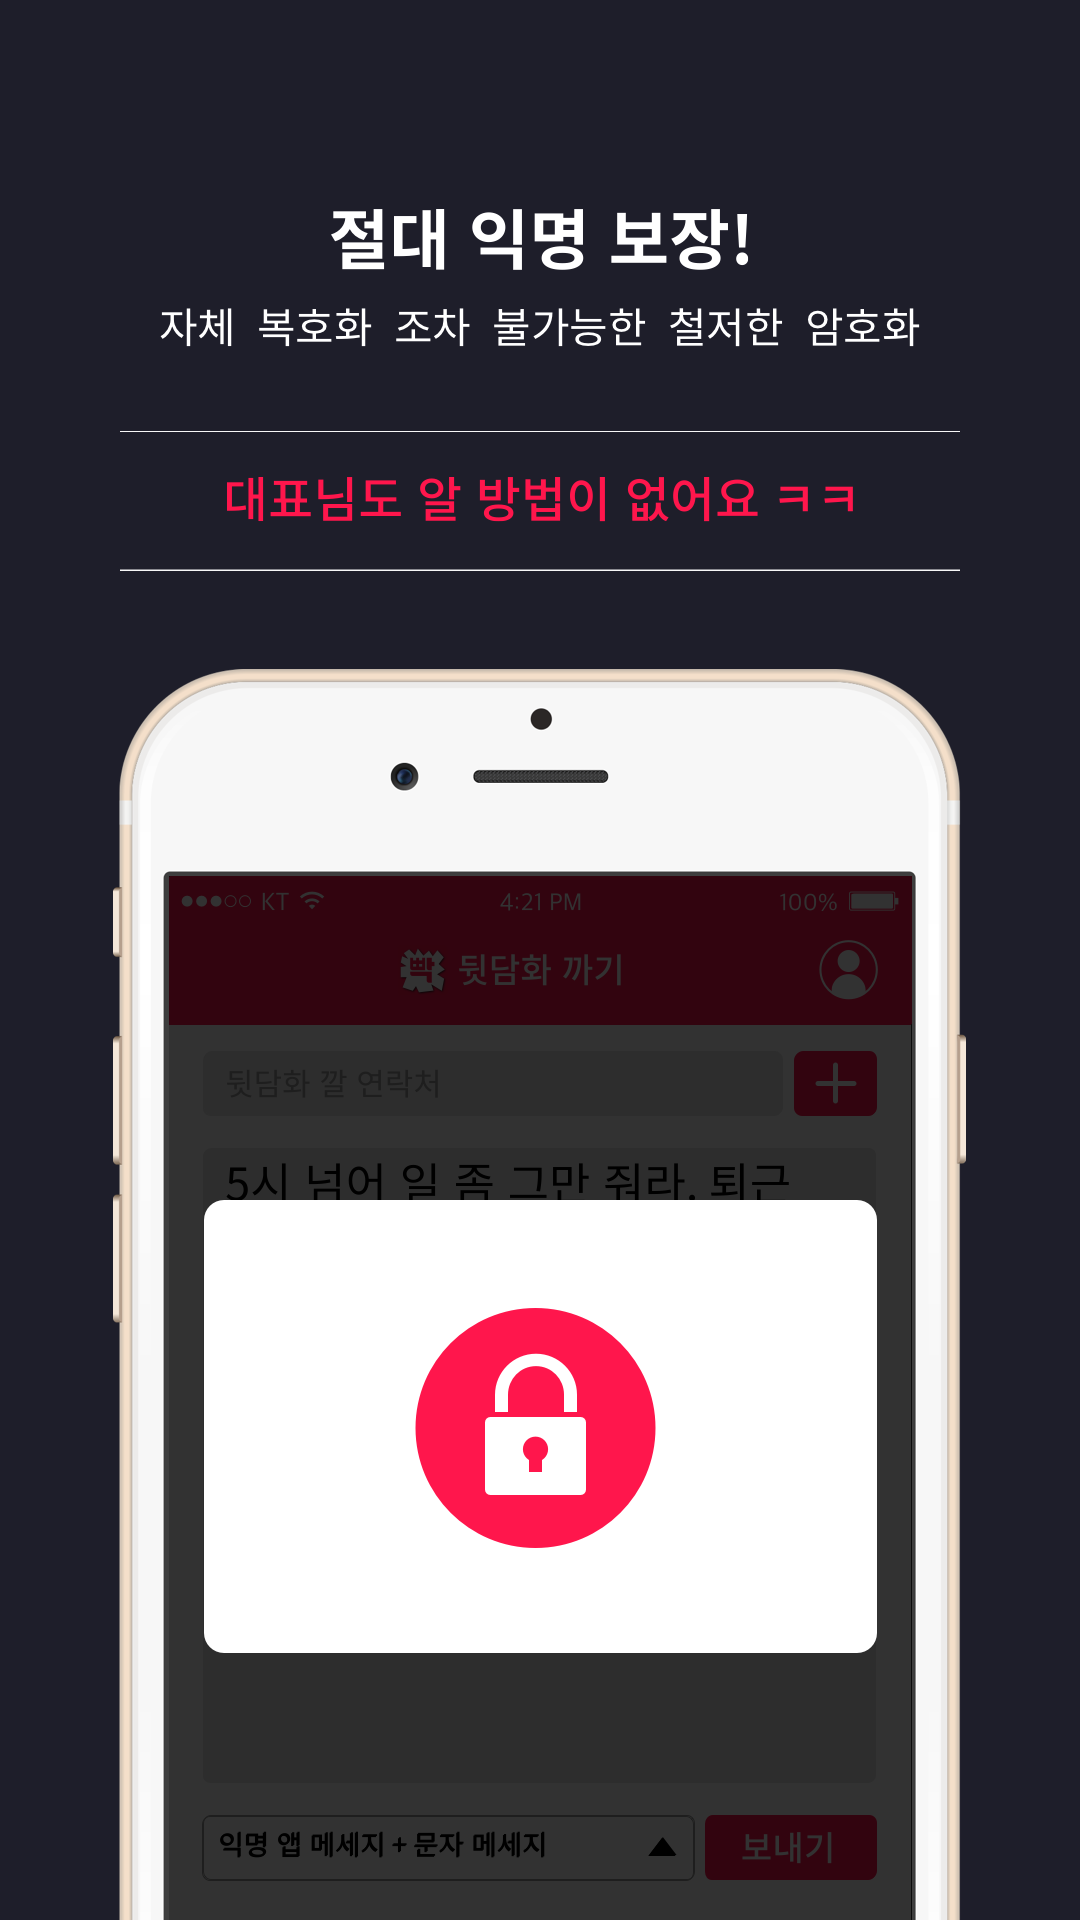 절대 익명 보장!
자체 복호화 조차 불가능한 철저한 암호화
대표님도 알 방법이 없어요 ㅋㅋ
KT 4:21 PM 100%
뒷담화 까기
뒷담화 깔 연락처
5시 넘어 일 좀 그만 줘라. 퇴근
익명 앱 메세지 + 문자 메세지
보내기